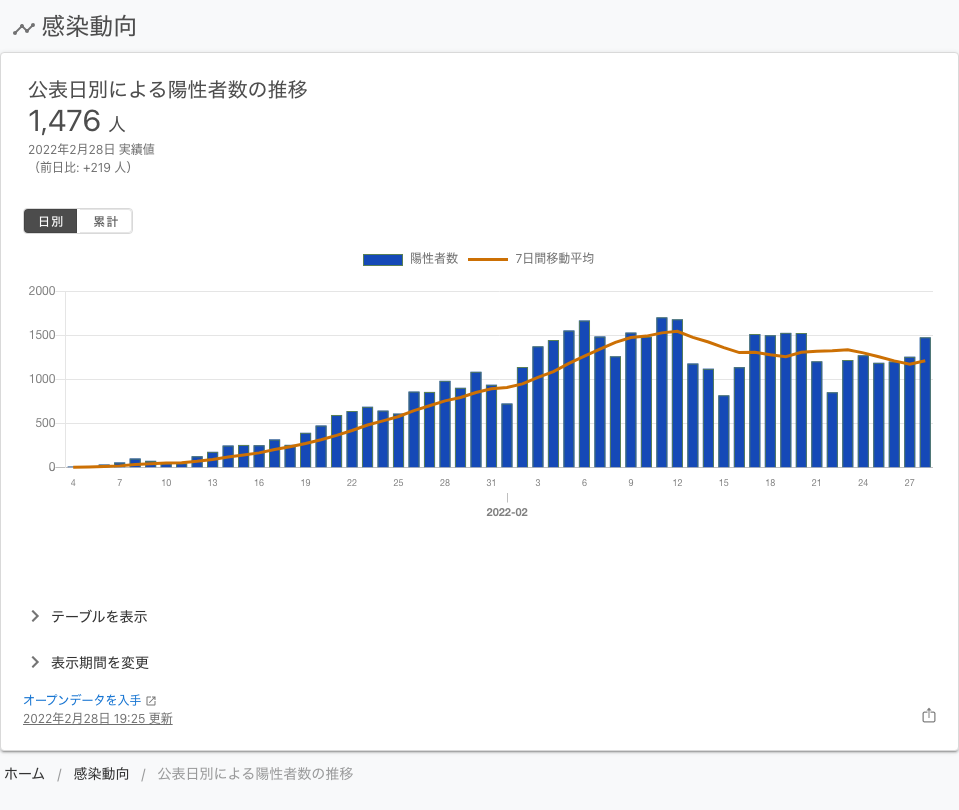 感染動向
公表日別による陽性者数の推移
1,476 人
2022年2月28日 実績値
（前日比: +219 人）
日別 累計
陽性者数 7日間移動平均
2000
1500
1000
500
0
4 7 10 13 16 19 22 25 28 31 3 6 9 12 15 18 21 24 27
2022-02
テーブルを表示
表示期間を変更
オープンデータを入手
2022年2月28日 19:25 更新
ホーム / 感染動向 / 公表日別による陽性者数の推移